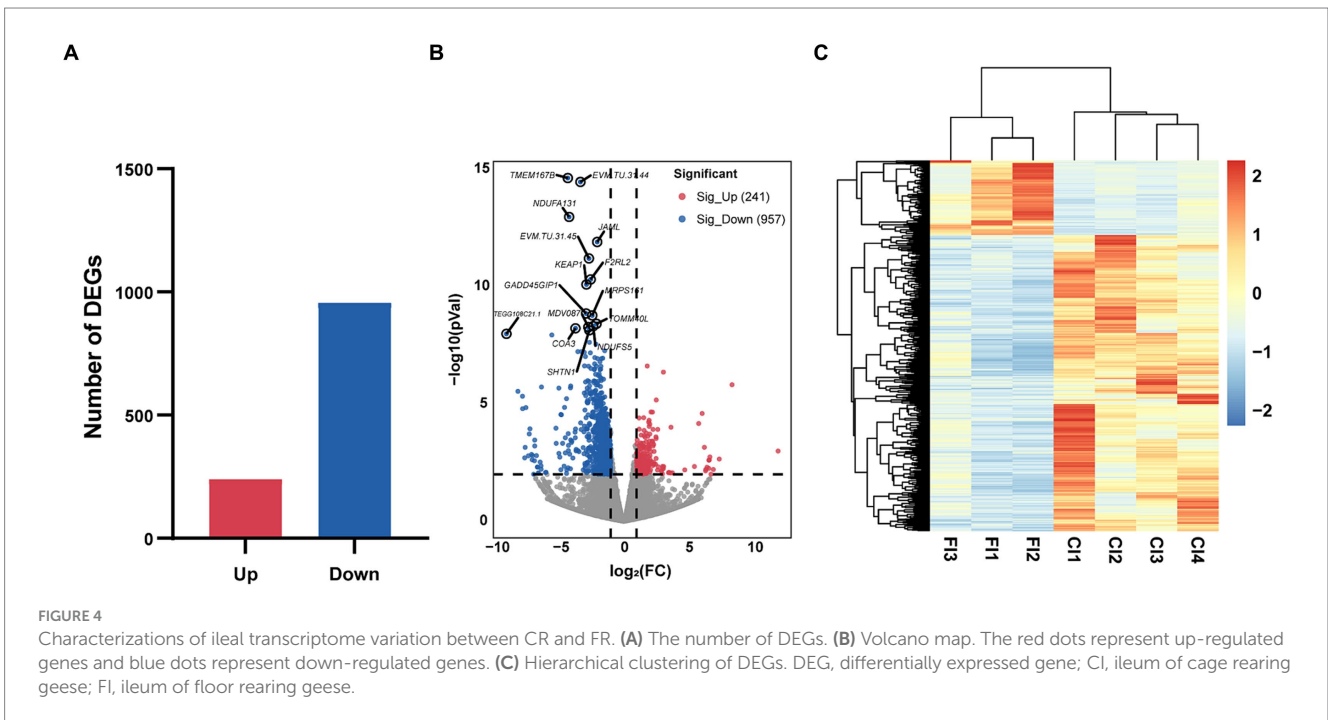 A
B
C
1500
1000
500
0
Number of DEGs
Up
Down
15
10
5
0
−log10(pVal)
−10
−5
0
5
10
log₂(FC)
Significant
Sig_Up (241)
Sig_Down (957)
TMEM167B
EVM.TU.31.44
NDUFA131
JAML
EVM.TU.31.45
KEAP1
F2RL2
GADD45GIP1
MRPS181
TEGG108C21.1
MDV087
TOMM40L
COA3
NDUFS5
SHTN1
2
1
0
−1
−2
FI3
FI1
FI2
CI1
CI2
CI3
CI4
FIGURE 4
Characterizations of ileal transcriptome variation between CR and FR. (A) The number of DEGs. (B) Volcano map. The red dots represent up-regulated
genes and blue dots represent down-regulated genes. (C) Hierarchical clustering of DEGs. DEG, differentially expressed gene; CI, ileum of cage rearing
geese; FI, ileum of floor rearing geese.